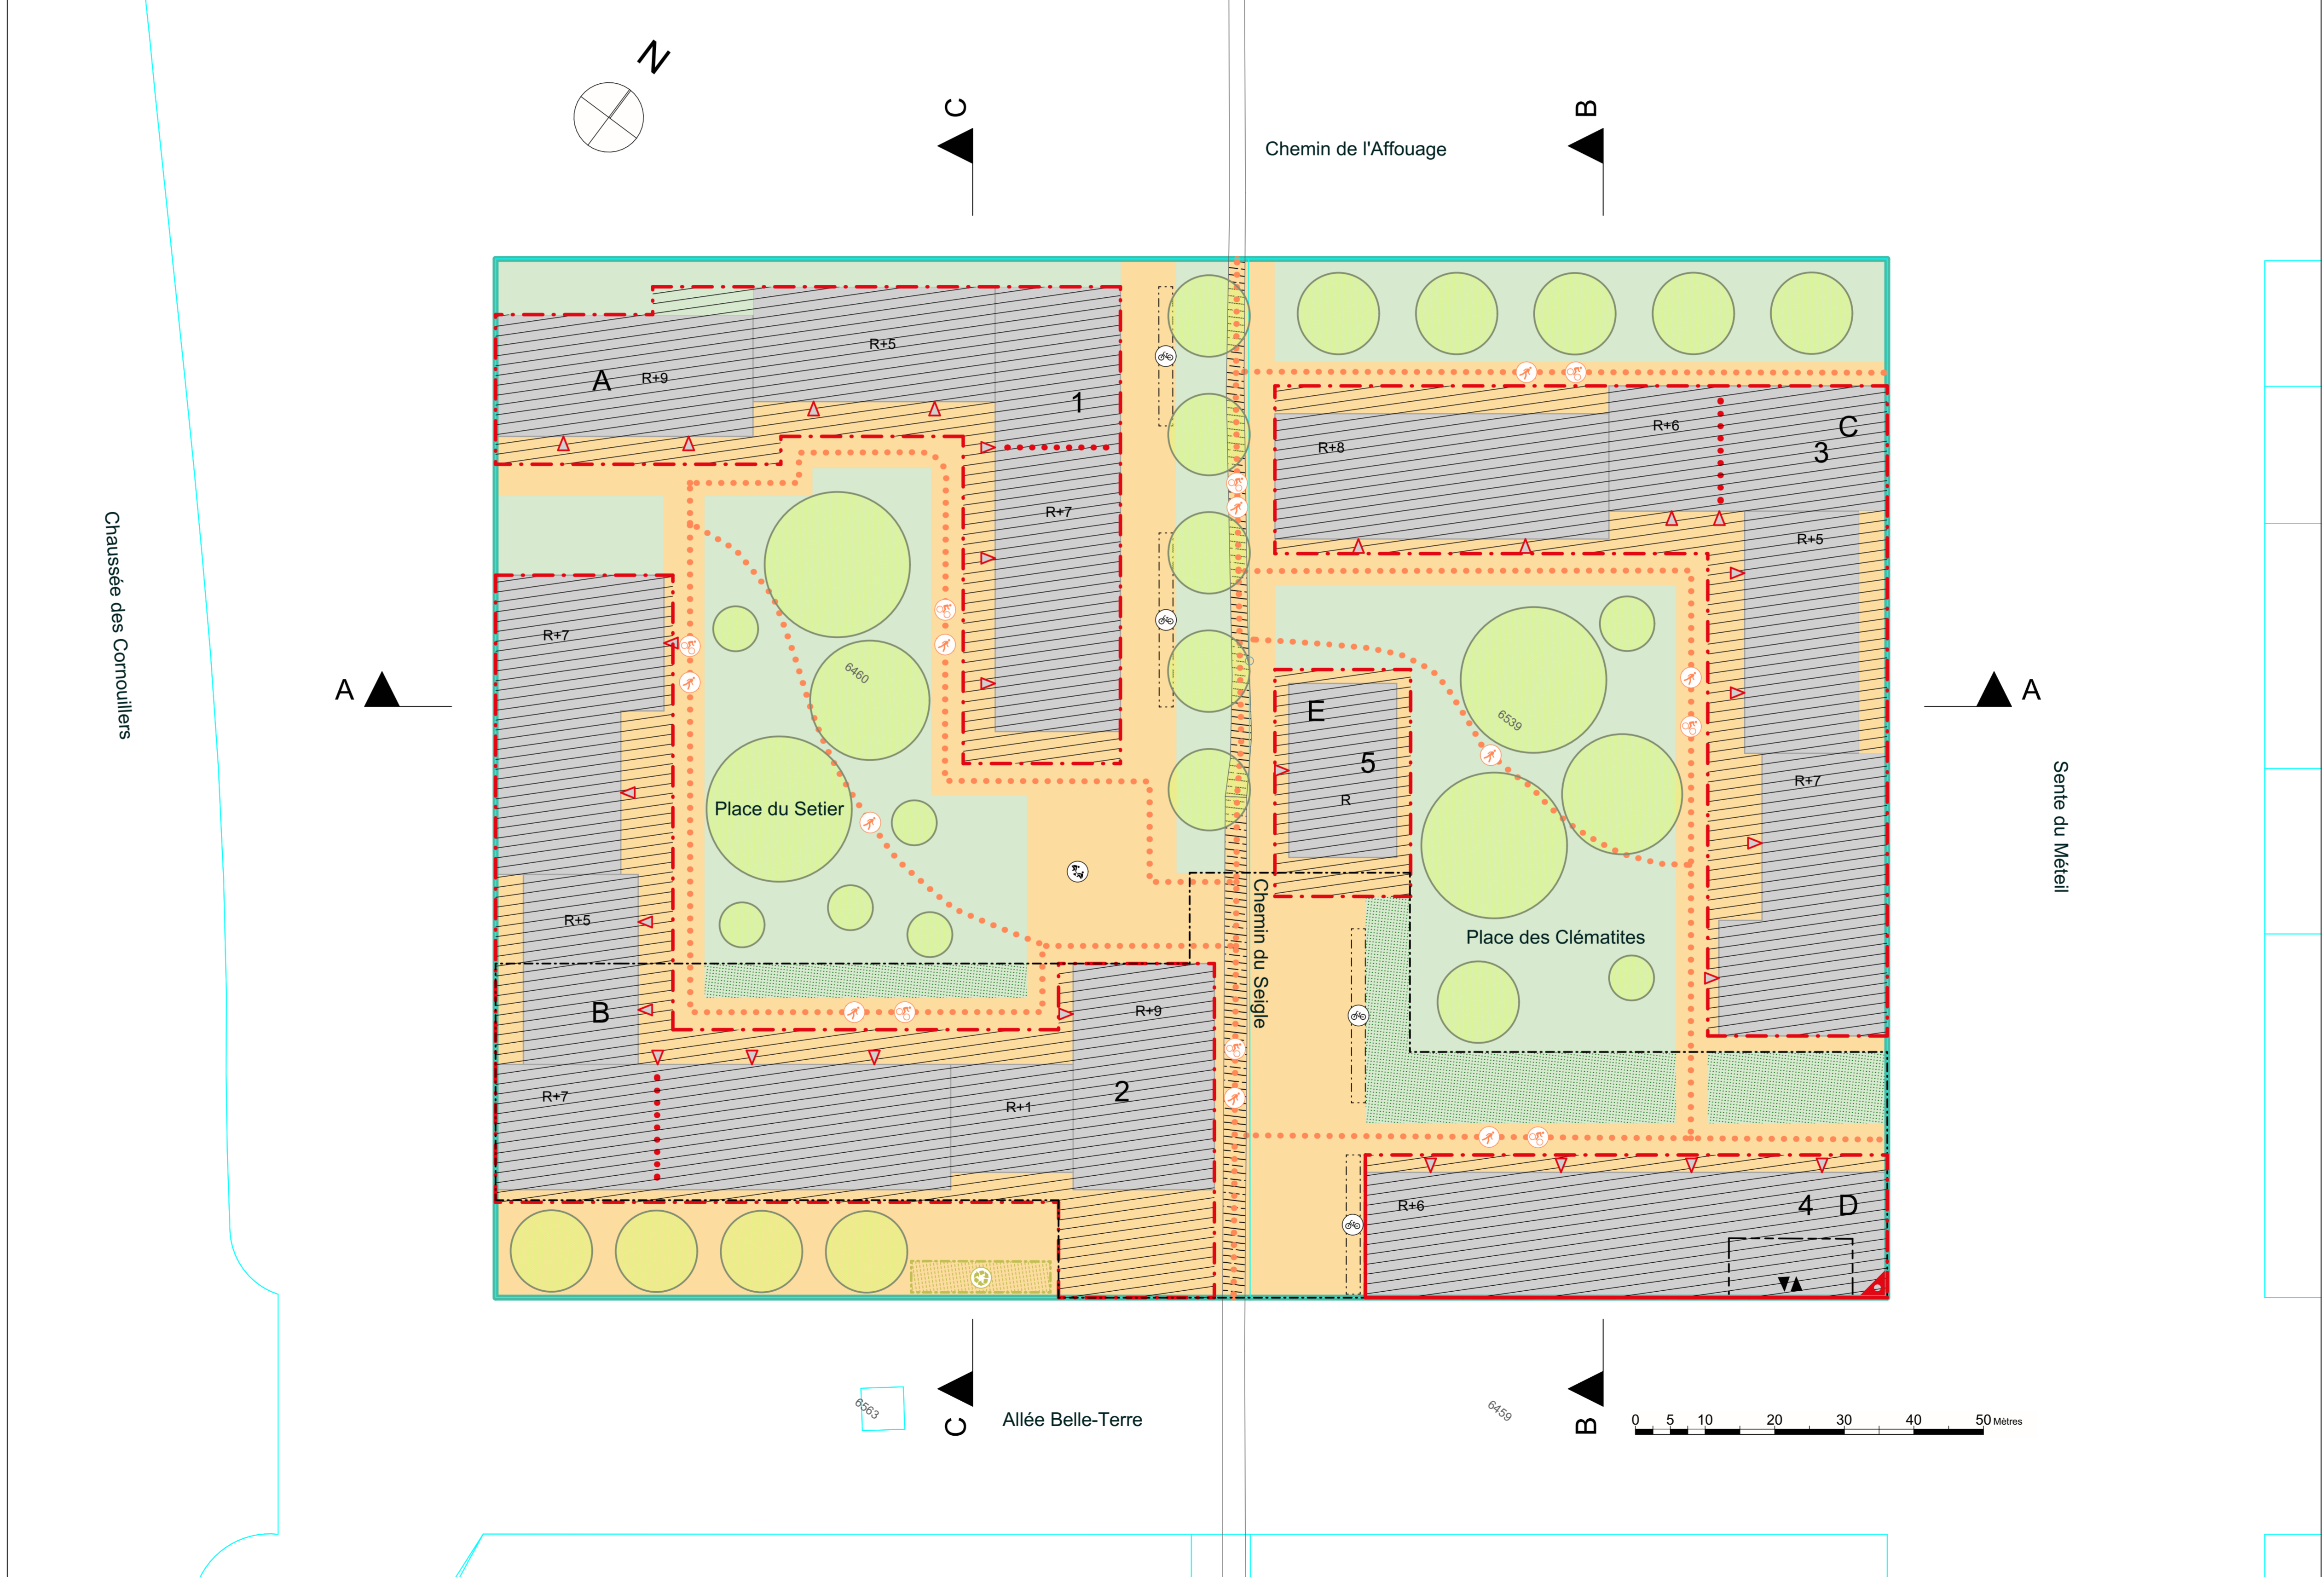 N
C
B
Chemin de l'Affouage
R+5
A
R+9
1
R+6
C
R+8
3
R+7
R+5
Chaussée des Cornouillers
R+7
6460
A
A
E
6539
5
R
R+7
Place du Setier
Sente du Méteil
R+5
Chemin du Seigle
Place des Clématites
B
R+9
R+7
R+1
2
R+6
4
D
6563
C
Allée Belle-Terre
6459
B
0 5 10 20 30 40 50 Mètres